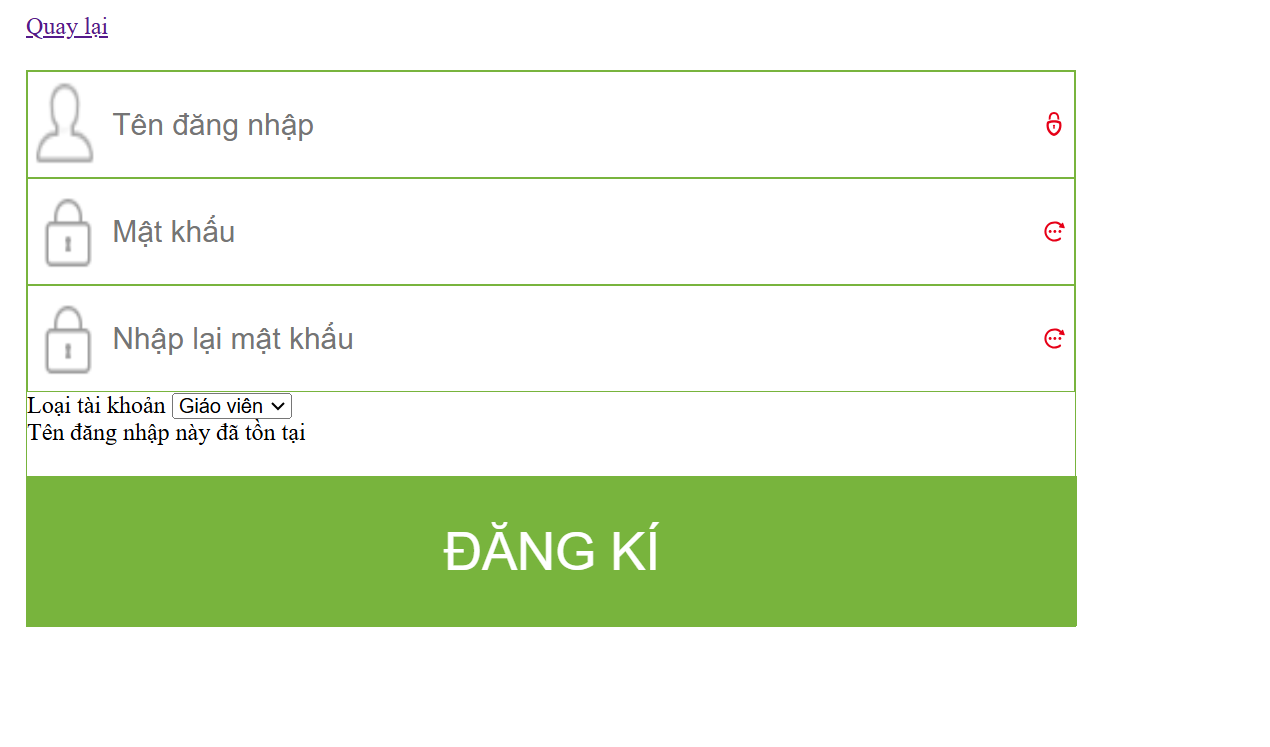 Quay lại
Tên đăng nhập
Mật khẩu
Nhập lại mật khẩu
Loại tài khoản Giáo viên
Tên đăng nhập này đã tồn tại
ĐĂNG KÍ